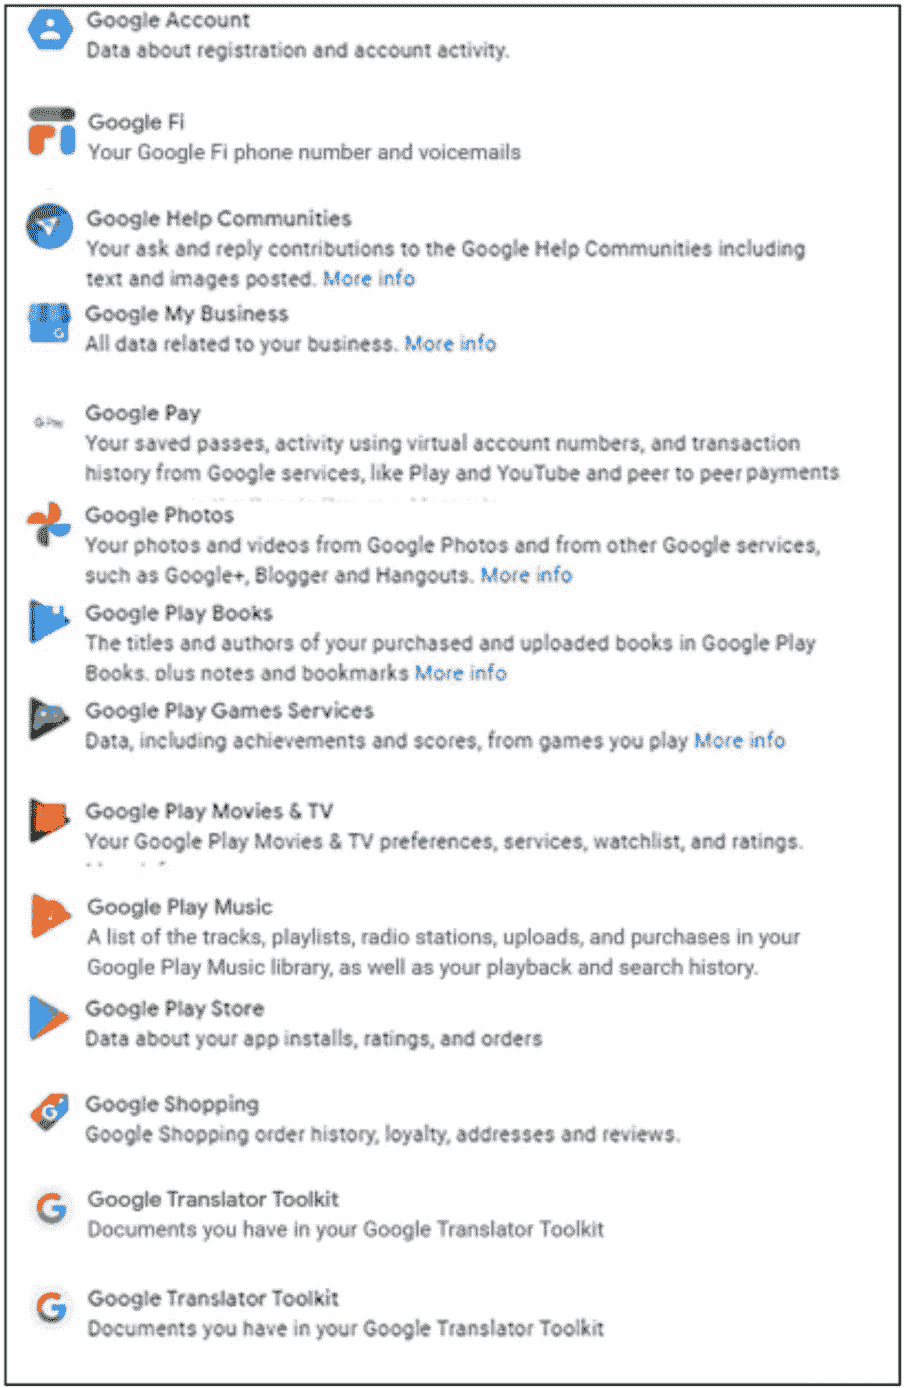 Google Account
Data about registration and account activity.
Google Fi
Your Google Fi phone number and voicemails
Google Help Communities
Your ask and reply contributions to the Google Help Communities including
text and images posted. More info
Google My Business
All data related to your business. More info
G Pay
Google Pay
Your saved passes, activity using virtual account numbers, and transaction
history from Google services, like Play and YouTube and peer to peer payments
Google Photos
Your photos and videos from Google Photos and from other Google services,
such as Google+, Blogger and Hangouts. More info
Google Play Books
The titles and authors of your purchased and uploaded books in Google Play
Books. plus notes and bookmarks More info
Google Play Games Services
Data, including achievements and scores, from games you play More info
Google Play Movies & TV
Your Google Play Movies & TV preferences, services, watchlist, and ratings.
Google Play Music
A list of the tracks, playlists, radio stations, uploads, and purchases in your
Google Play Music library, as well as your playback and search history.
Google Play Store
Data about your app installs, ratings, and orders
Google Shopping
Google Shopping order history, loyalty, addresses and reviews.
Google Translator Toolkit
Documents you have in your Google Translator Toolkit
Google Translator Toolkit
Documents you have in your Google Translator Toolkit